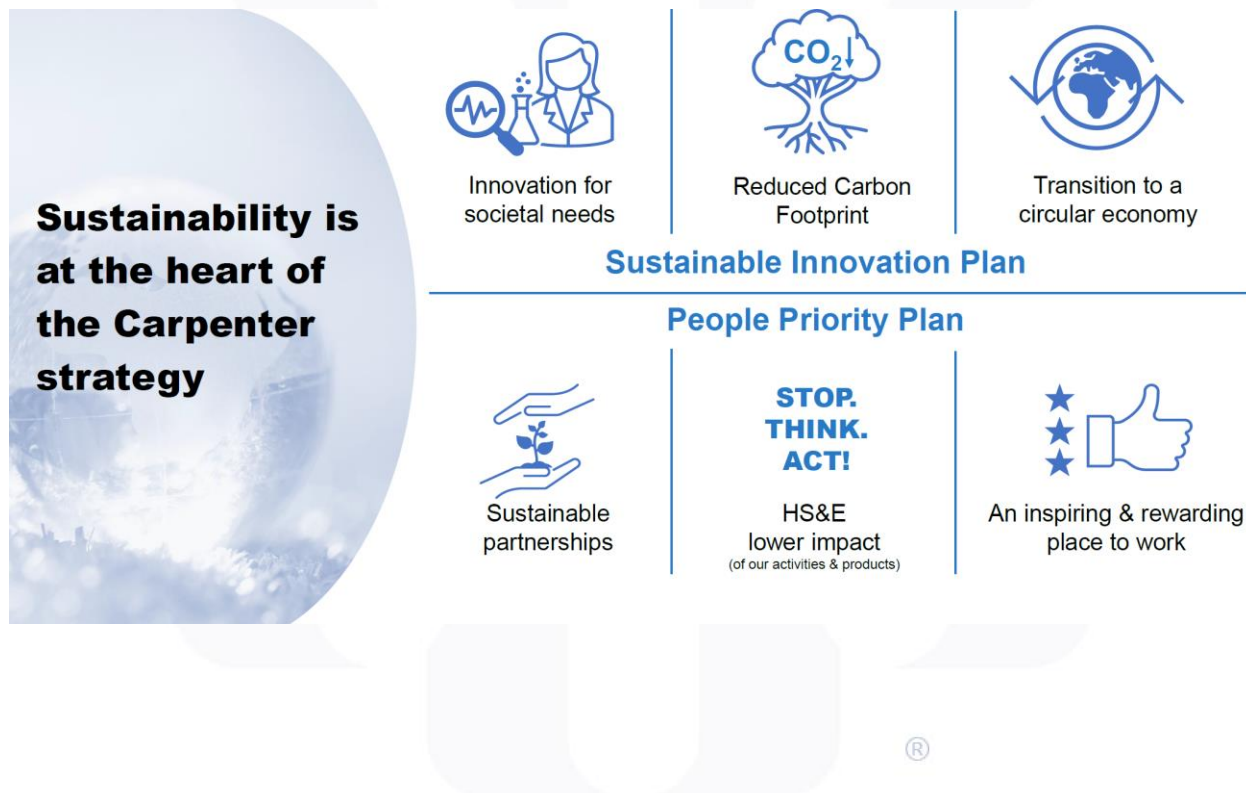 Sustainability is
at the heart of
the Carpenter
strategy
CO₂↓
Innovation for
societal needs
Reduced Carbon
Footprint
Transition to a
circular economy
Sustainable Innovation Plan
People Priority Plan
Sustainable
partnerships
STOP.
THINK.
ACT!
HS&E
lower impact
(of our activities & products)
An inspiring & rewarding
place to work
®